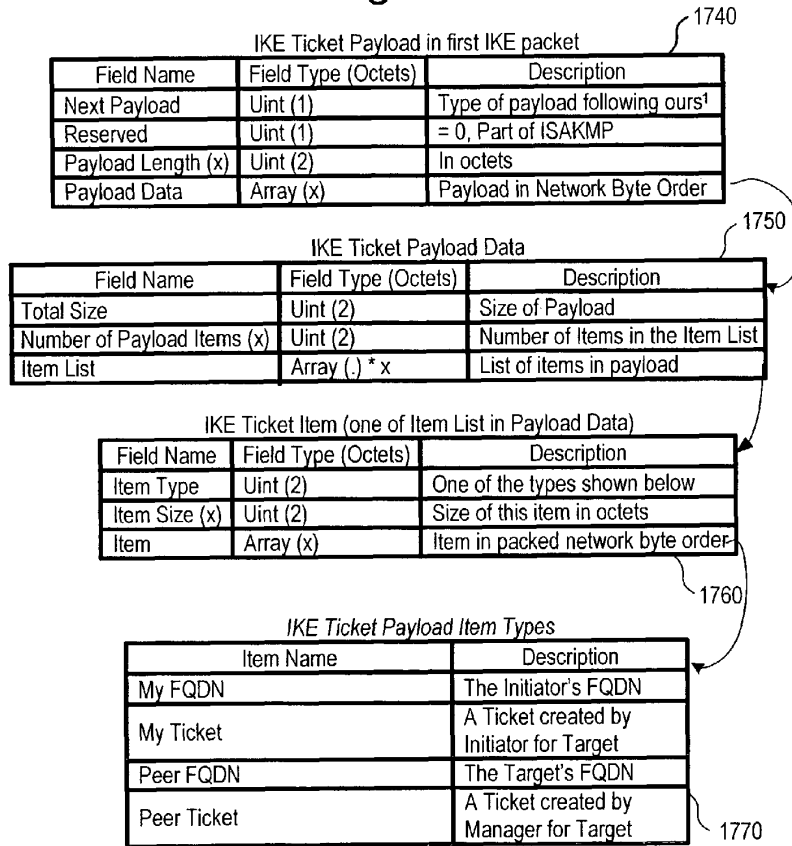 1740
IKE Ticket Payload in first IKE packet
Field Name Field Type (Octets) Description
Next Payload Uint (1) Type of payload following ours¹
Reserved Uint (1) = 0, Part of ISAKMP
Payload Length (x) Uint (2) In octets
Payload Data Array (x) Payload in Network Byte Order
1750
IKE Ticket Payload Data
Field Name Field Type (Octets) Description
Total Size Uint (2) Size of Payload
Number of Payload Items (x) Uint (2) Number of Items in the Item List
Item List Array (.) * x List of items in payload
IKE Ticket Item (one of Item List in Payload Data)
Field Name Field Type (Octets) Description
Item Type Uint (2) One of the types shown below
Item Size (x) Uint (2) Size of this item in octets
Item Array (x) Item in packed network byte order
1760
IKE Ticket Payload Item Types
Item Name Description
My FQDN The Initiator's FQDN
My Ticket A Ticket created by
Initiator for Target
Peer FQDN The Target's FQDN
Peer Ticket A Ticket created by
Manager for Target
1770